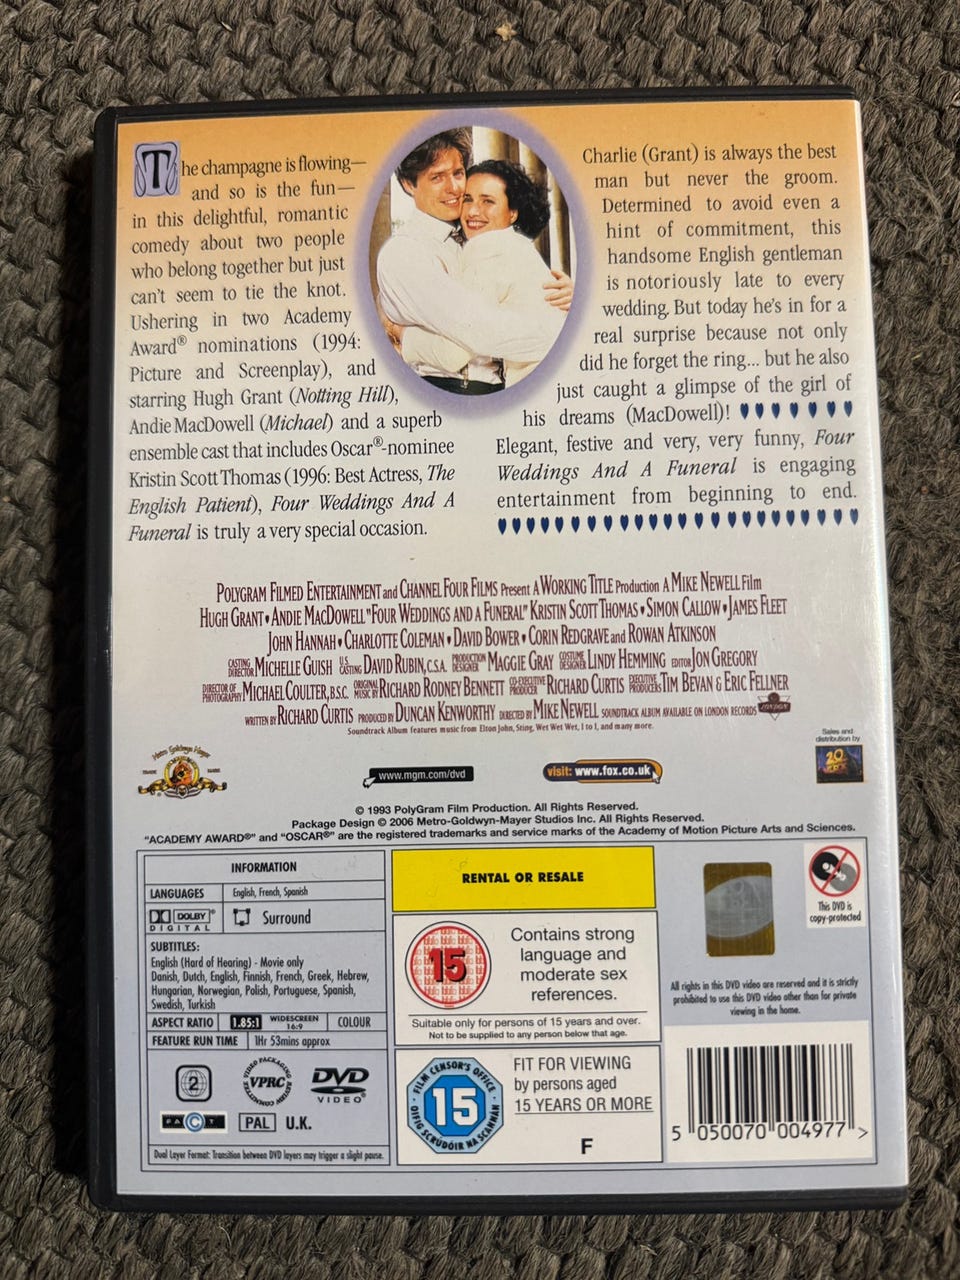 The champagne is flowing—
and so is the fun—
in this delightful, romantic
comedy about two people
who belong together but just
can't seem to tie the knot.
Ushering in two Academy
Award® nominations (1994:
Picture and Screenplay), and
starring Hugh Grant (Notting Hill),
Andie MacDowell (Michael) and a superb
ensemble cast that includes Oscar®-nominee
Kristin Scott Thomas (1996: Best Actress, The
English Patient), Four Weddings And A
Funeral is truly a very special occasion.
Charlie (Grant) is always the best
man but never the groom.
Determined to avoid even a
hint of commitment, this
handsome English gentleman
is notoriously late to every
wedding. But today he's in for a
real surprise because not only
did he forget the ring... but he also
just caught a glimpse of the girl of
his dreams (MacDowell)!
Elegant, festive and very, very funny, Four
Weddings And A Funeral is engaging
entertainment from beginning to end.
POLYGRAM FILMED ENTERTAINMENT and CHANNEL FOUR FILMS Present A WORKING TITLE Production A MIKE NEWELL Film
HUGH GRANT • ANDIE MACDOWELL "FOUR WEDDINGS AND A FUNERAL" KRISTIN SCOTT THOMAS • SIMON CALLOW • JAMES FLEET
JOHN HANNAH • CHARLOTTE COLEMAN • DAVID BOWER • CORIN REDGRAVE and ROWAN ATKINSON
CASTING DIRECTOR MICHELLE GUISH U.S. CASTING DAVID RUBIN, C.S.A. PRODUCTION DESIGNER MAGGIE GRAY COSTUME DESIGNER LINDY HEMMING EDITOR JON GREGORY
DIRECTOR OF PHOTOGRAPHY MICHAEL COULTER, B.S.C. ORIGINAL MUSIC BY RICHARD RODNEY BENNETT CO-EXECUTIVE PRODUCER RICHARD CURTIS EXECUTIVE PRODUCERS TIM BEVAN & ERIC FELLNER
WRITTEN BY RICHARD CURTIS PRODUCED BY DUNCAN KENWORTHY DIRECTED BY MIKE NEWELL SOUNDTRACK ALBUM AVAILABLE ON LONDON RECORDS LONDON
Soundtrack Album features music from Elton John, Sting, Wet Wet Wet, 1 to 1, and many more.
Metro Goldwyn Mayer
TRADE MARK
www.mgm.com/dvd
visit: www.fox.co.uk
Sales and
distribution by
20
© 1993 PolyGram Film Production. All Rights Reserved.
Package Design © 2006 Metro-Goldwyn-Mayer Studios Inc. All Rights Reserved.
"ACADEMY AWARD®" and "OSCAR®" are the registered trademarks and service marks of the Academy of Motion Picture Arts and Sciences.
INFORMATION
LANGUAGES English, French, Spanish
DOLBY® DIGITAL Surround
SUBTITLES:
English (Hard of Hearing) - Movie only
Danish, Dutch, English, Finnish, French, Greek, Hebrew,
Hungarian, Norwegian, Polish, Portuguese, Spanish,
Swedish, Turkish
ASPECT RATIO 1.85:1 WIDESCREEN 16:9 COLOUR
FEATURE RUN TIME 1Hr 53mins approx
2 VIDEO PACKAGING REVIEW COMMITTEE VPRC DVD VIDEO®
FACT PAL U.K.
Dual Layer Format: Transition between DVD layers may trigger a slight pause.
RENTAL OR RESALE
15
Contains strong
language and
moderate sex
references.
Suitable only for persons of 15 years and over.
Not to be supplied to any person below that age.
FILM CENSOR'S OFFICE
15
OIFIG SCRÚDÓIR NA SCANNÁN
FIT FOR VIEWING
by persons aged
15 YEARS OR MORE
F
This DVD is
copy-protected
All rights in this DVD video are reserved and it is strictly
prohibited to use this DVD video other than for private
viewing in the home.
5 050070 004977 >